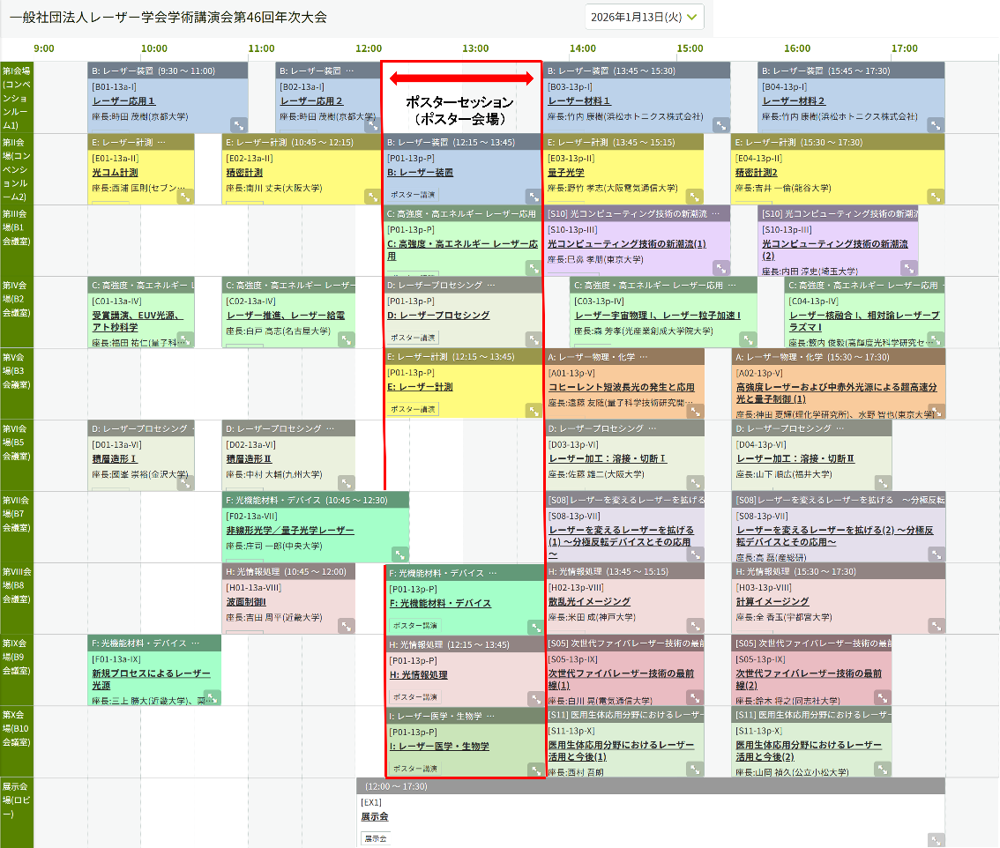 一般社団法人レーザー学会学術講演会第46回年次大会
2026年1月13日(火)
9:00 10:00 11:00 12:00 13:00 14:00 15:00 16:00 17:00
第I会場(コンベンションルーム1)
B: レーザー装置 (9:30 ～ 11:00)
[B01-13a-I]
レーザー応用１
座長:時田 茂樹(京都大学)
B: レーザー装置 …
[B02-13a-I]
レーザー応用２
座長:時田 茂樹(京都大学)
ポスターセッション
（ポスター会場）
B: レーザー装置 (13:45 ～ 15:30)
[B03-13p-I]
レーザー材料１
座長:竹内 康樹(浜松ホトニクス株式会社)
B: レーザー装置 (15:45 ～ 17:30)
[B04-13p-I]
レーザー材料２
座長:竹内 康樹(浜松ホトニクス株式会社)
第II会場(コンベンションルーム2)
E: レーザー計測 …
[E01-13a-II]
光コム計測
座長:西浦 匡則(セブン…
E: レーザー計測 (10:45 ～ 12:15)
[E02-13a-II]
精密計測
座長:南川 丈夫(大阪大学)
B: レーザー装置 (12:15 ～ 13:45)
[P01-13p-P]
B: レーザー装置
ポスター講演
E: レーザー計測 (13:45 ～ 15:15)
[E03-13p-II]
量子光学
座長:野竹 孝志(大阪電気通信大学)
E: レーザー計測 (15:30 ～ 17:30)
[E04-13p-II]
精密計測2
座長:吉井 一倫(龍谷大学)
第III会場(B1会議室)
C: 高強度・高エネルギー レーザー応用
[P01-13p-P]
C: 高強度・高エネルギー レーザー応用
[S10] 光コンピューティング技術の新潮流 …
[S10-13p-III]
光コンピューティング技術の新潮流(1)
座長:巳鼻 孝朋(東京大学)
[S10] 光コンピューティング技術の新潮
[S10-13p-III]
光コンピューティング技術の新潮流(2)
座長:内田 淳史(埼玉大学)
第IV会場(B2会議室)
C: 高強度・高エネルギー
[C01-13a-IV]
受賞講演、EUV光源、アト秒科学
座長:福田 祐仁(量子科…
C: 高強度・高エネルギー レーザー
[C02-13a-IV]
レーザー推進、レーザー給電
座長:白戸 高志(名古屋大学)
D: レーザープロセシング …
[P01-13p-P]
D: レーザープロセシング
ポスター講演
C: 高強度・高エネルギー レーザー応用 …
[C03-13p-IV]
レーザー宇宙物理Ⅰ、レーザー粒子加速Ⅰ
座長:森 芳孝(光産業創成大学院大学)
C: 高強度・高エネルギー レーザー応用
[C04-13p-IV]
レーザー核融合Ⅰ、相対論レーザープラズマⅠ
座長:籔内 俊毅(高輝度光科学研究セ…
第V会場(B3会議室)
E: レーザー計測 (12:15 ～ 13:45)
[P01-13p-P]
E: レーザー計測
ポスター講演
A: レーザー物理・化学 …
[A01-13p-V]
コヒーレント短波長光の発生と応用
座長:遠藤 友随(量子科学技術研究開…
A: レーザー物理・化学 (15:30 ～ 17:30)
[A02-13p-V]
高強度レーザーおよび中赤外光源による超高速分光と量子制御 (1)
座長:神田 夏輝(理化学研究所)、水野 智也(東京大学)
第VI会場(B5会議室)
D: レーザープロセシング …
[D01-13a-VI]
積層造形Ⅰ
座長:國峯 崇裕(金沢大学)
D: レーザープロセシング …
[D02-13a-VI]
積層造形Ⅱ
座長:中村 大輔(九州大学)
D: レーザープロセシング …
[D03-13p-VI]
レーザー加工：溶接・切断Ⅰ
座長:佐藤 雄二(大阪大学)
D: レーザープロセシング …
[D04-13p-VI]
レーザー加工：溶接・切断Ⅱ
座長:山下 順広(福井大学)
第VII会場(B7会議室)
F: 光機能材料・デバイス (10:45 ～ 12:30)
[F02-13a-VII]
非線形光学／量子光学レーザー
座長:庄司 一郎(中央大学)
[S08]レーザーを変えるレーザーを拡げる
[S08-13p-VII]
レーザーを変えるレーザーを拡げる(1) ～分極反転デバイスとその応用～
[S08]レーザーを変えるレーザーを拡げる ～分極反転
[S08-13p-VII]
レーザーを変えるレーザーを拡げる(2) ～分極反転デバイスとその応用～
座長:高 磊(産総研)
第VIII会場(B8会議室)
H: 光情報処理 (10:45 ～ 12:00)
[H01-13a-VIII]
波面制御I
座長:吉田 周平(近畿大学)
F: 光機能材料・デバイス …
[P01-13p-P]
F: 光機能材料・デバイス
ポスター講演
H: 光情報処理 (13:45 ～ 15:15)
[H02-13p-VIII]
散乱光イメージング
座長:米田 成(神戸大学)
H: 光情報処理 (15:30 ～ 17:30)
[H03-13p-VIII]
計算イメージング
座長:全 香玉(宇都宮大学)
第IX会場(B9会議室)
F: 光機能材料・デバイス …
[F01-13a-IX]
新規プロセスによるレーザー光源
座長:三上 勝大(近畿大学)、栗…
H: 光情報処理 (12:15 ～ 13:45)
[P01-13p-P]
H: 光情報処理
ポスター講演
[S05] 次世代ファイバレーザー技術の最
[S05-13p-IX]
次世代ファイバレーザー技術の最前線(1)
座長:白川 晃(電気通信大学)
[S05] 次世代ファイバレーザー技術の最前
[S05-13p-IX]
次世代ファイバレーザー技術の最前線(2)
座長:鈴木 将之(同志社大学)
第X会場(B10会議室)
I: レーザー医学・生物学 …
[P01-13p-P]
I: レーザー医学・生物学
ポスター講演
[S11] 医用生体応用分野におけるレーザー
[S11-13p-X]
医用生体応用分野におけるレーザー活用と今後(1)
座長:西村 吾朗
[S11] 医用生体応用分野におけるレーザー
[S11-13p-X]
医用生体応用分野におけるレーザー活用と今後(2)
座長:山岡 禎久(公立小松大学)
展示会場(ロビー)
(12:00 ～ 17:30)
[EX1]
展示会
展示会